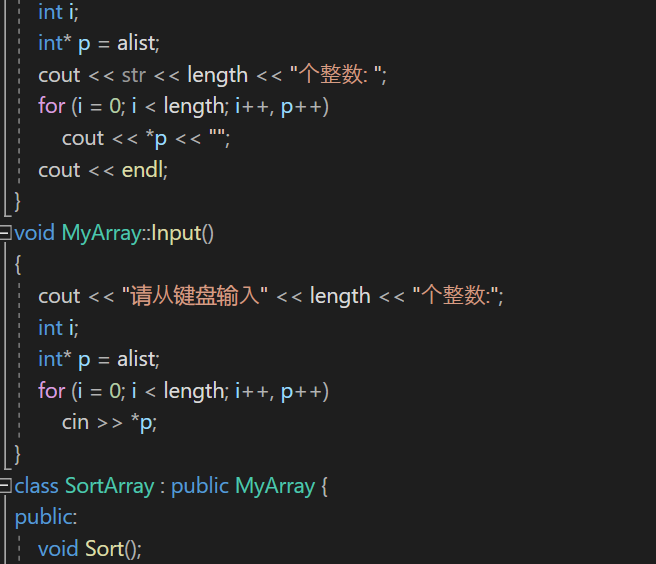 int i;
int* p = alist;
cout << str << length << "个整数: ";
for (i = 0; i < length; i++, p++)
cout << *p << "";
cout << endl;
}
void MyArray::Input()
{
cout << "请从键盘输入" << length << "个整数:";
int i;
int* p = alist;
for (i = 0; i < length; i++, p++)
cin >> *p;
}
class SortArray : public MyArray {
public:
void Sort();